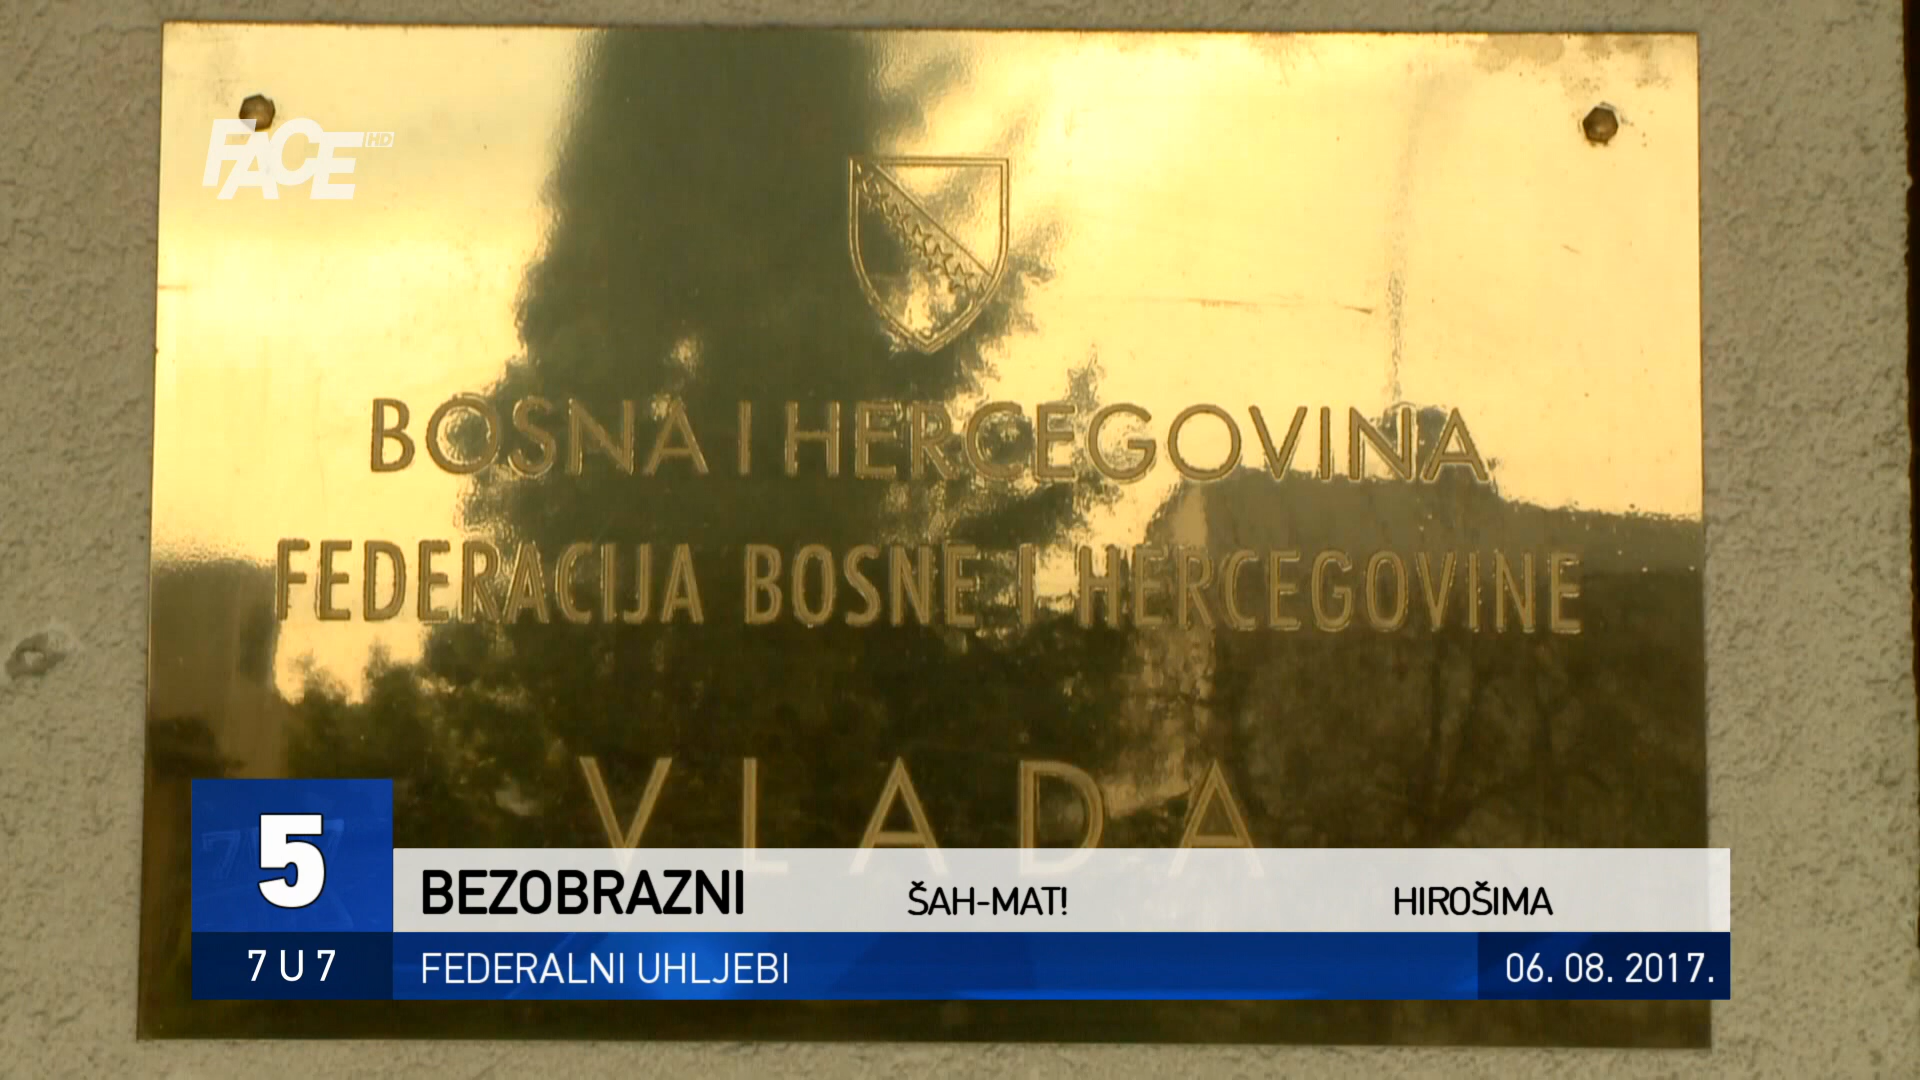 FACE HD
BOSNA I HERCEGOVINA
FEDERACIJA BOSNE I HERCEGOVINE
VLADA
5
BEZOBRAZNI ŠAH-MAT! HIROŠIMA
7 U 7 FEDERALNI UHLJEBI 06. 08. 2017.